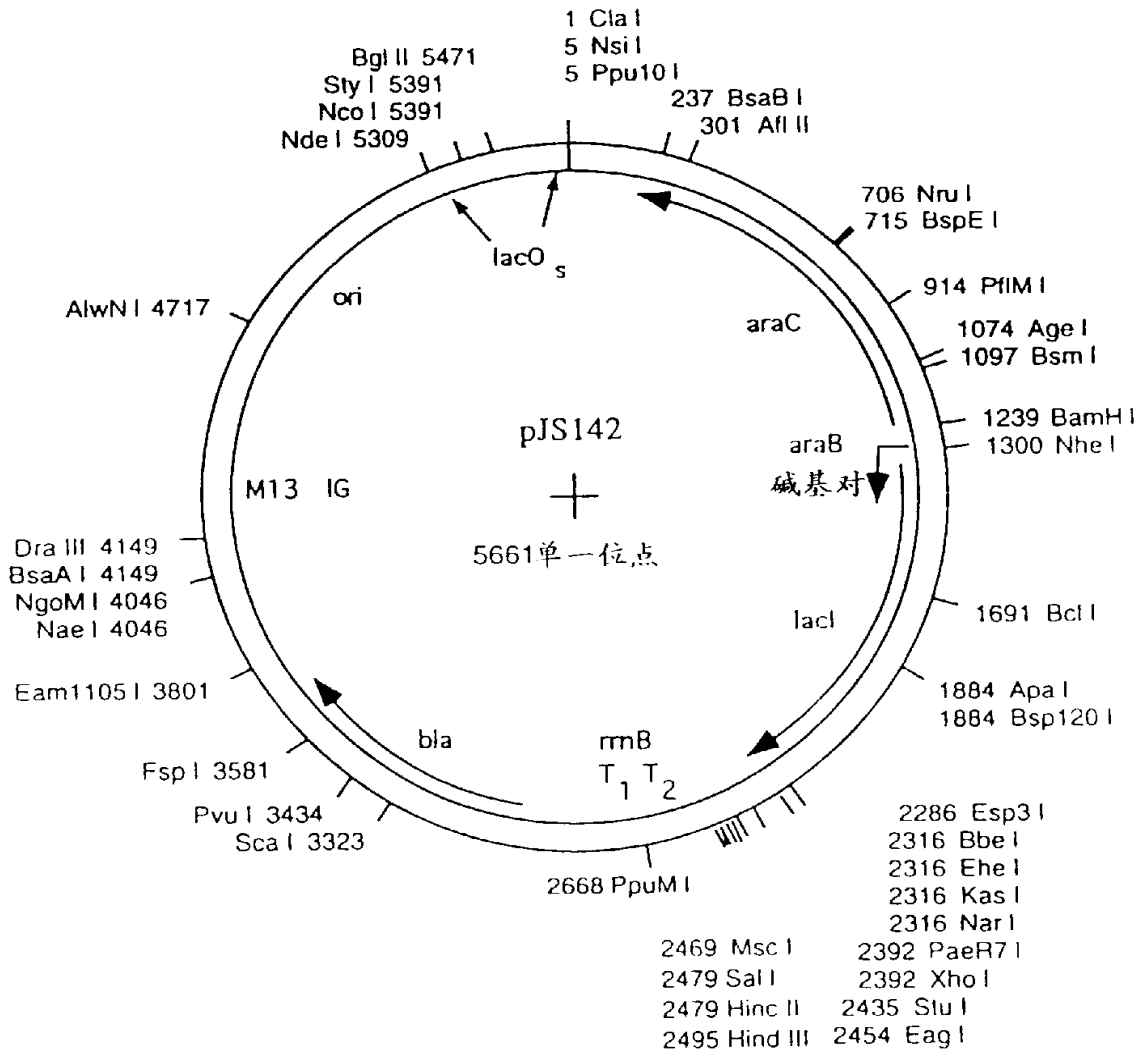 1 Cla I
5 Nsi I
5 Ppu10 I
Bgl II 5471
Sty I 5391
Nco I 5391
Nde I 5309
237 BsaB I
301 Afl II
706 Nru I
715 BspE I
914 PflM I
1074 Age I
1097 Bsm I
1239 BamH I
1300 Nhe I
lacO s
ori
AlwN I 4717
araC
pJS142
araB
碱基对
M13 IG
5661单一位点
Dra III 4149
BsaA I 4149
NgoM I 4046
Nae I 4046
lacI
1691 Bcl I
Eam1105 I 3801
1884 Apa I
1884 Bsp120 I
bla
rrnB
T1 T2
Fsp I 3581
Pvu I 3434
Sca I 3323
2668 PpuM I
2286 Esp3 I
2316 Bbe I
2316 Ehe I
2316 Kas I
2316 Nar I
2392 PaeR7 I
2392 Xho I
2435 Stu I
2454 Eag I
2469 Msc I
2479 Sal I
2479 Hinc II
2495 Hind III